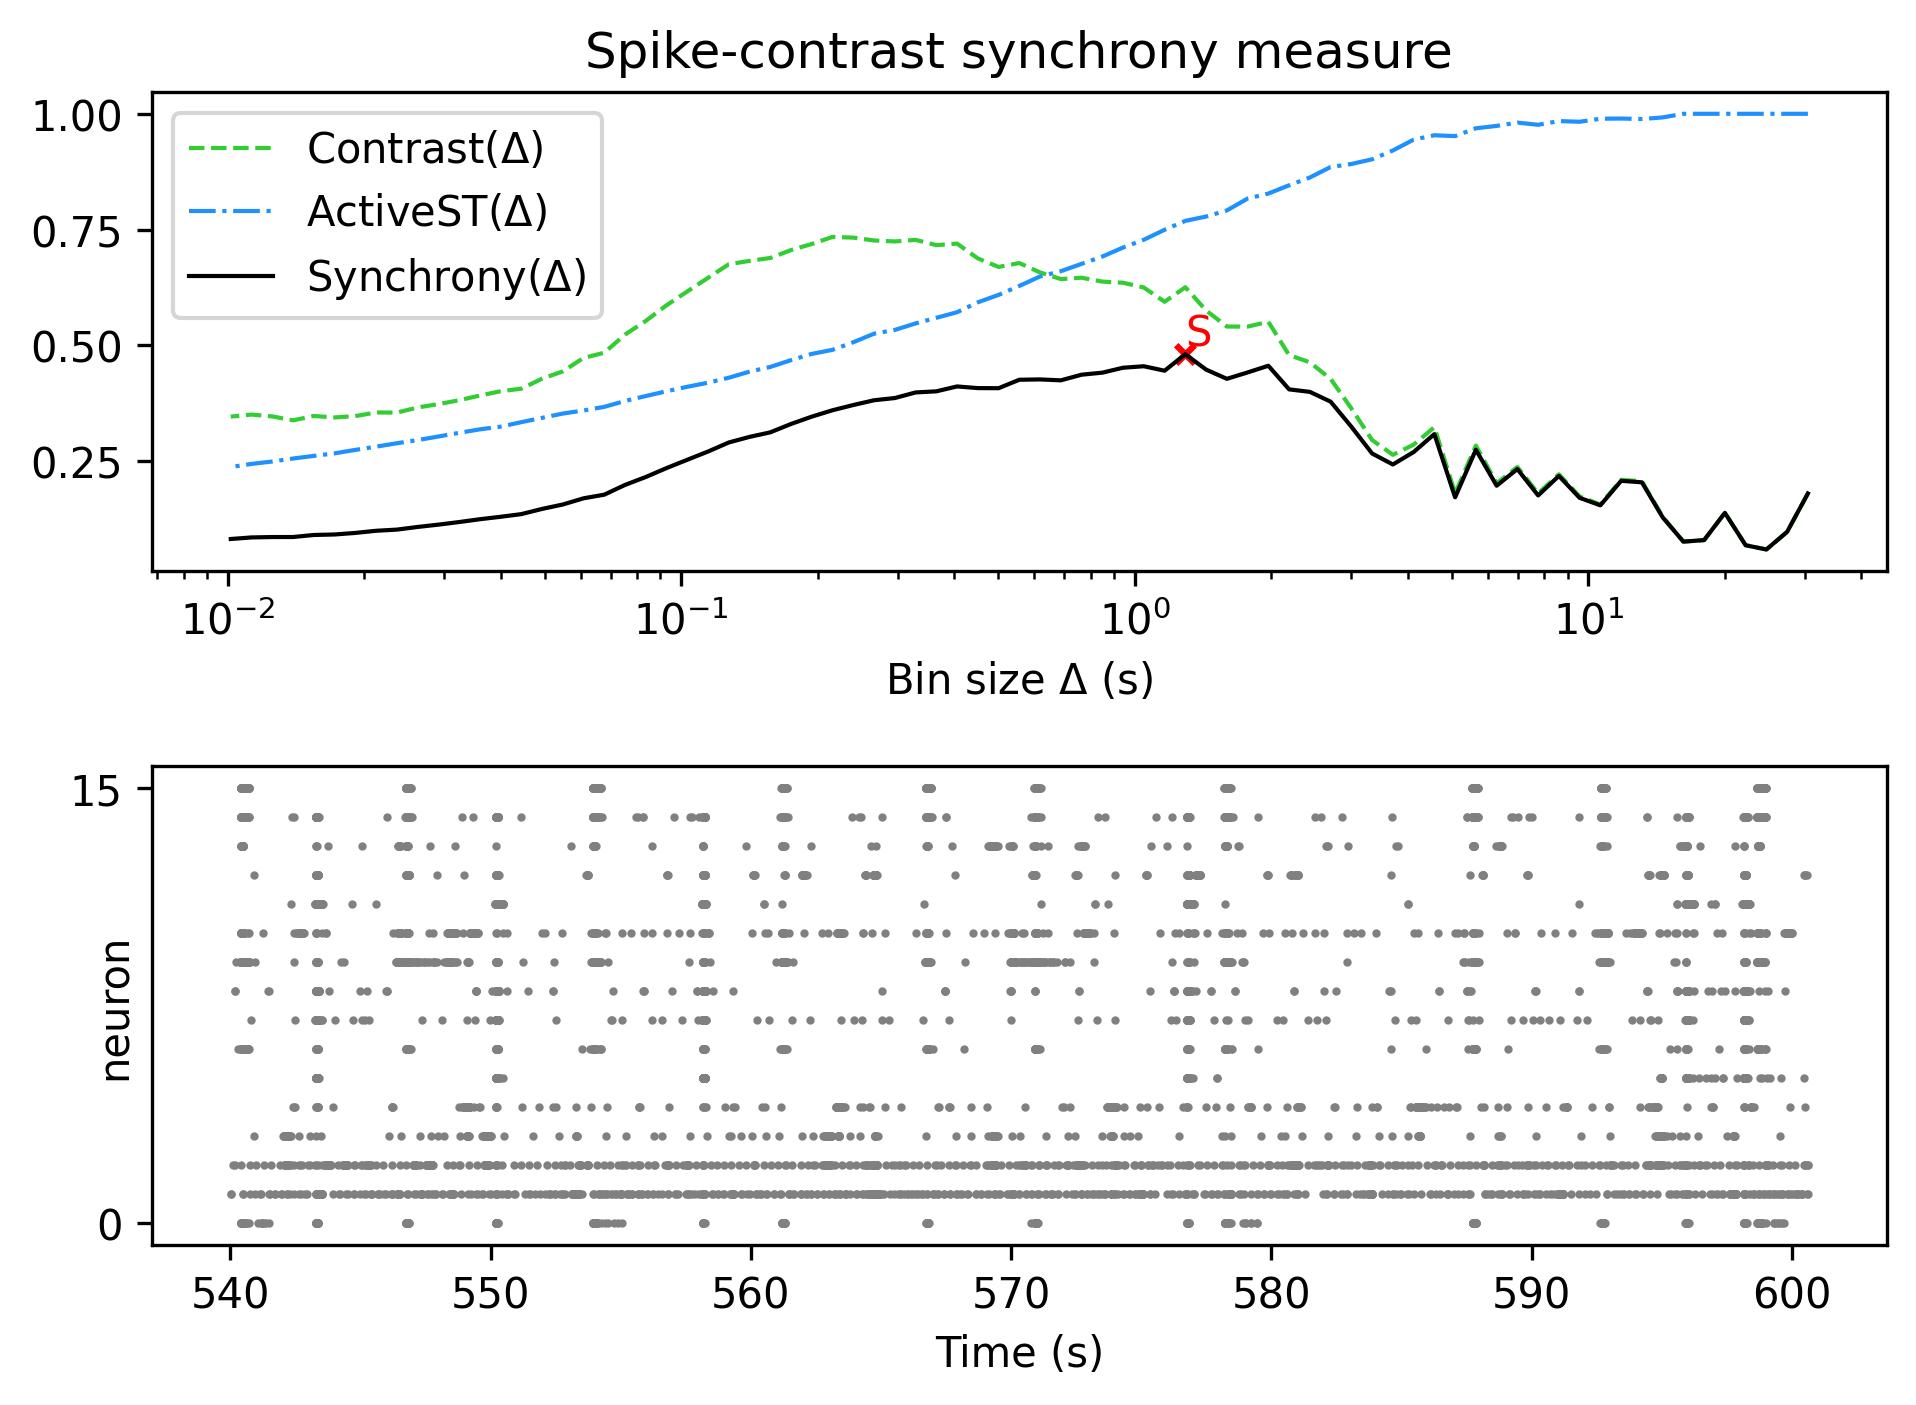 Spike-contrast synchrony measure
1.00
0.75
0.50
0.25
Contrast(Δ)
ActiveST(Δ)
Synchrony(Δ)
S
10⁻² 10⁻¹ 10⁰ 10¹
Bin size Δ (s)
15
0
neuron
540 550 560 570 580 590 600
Time (s)